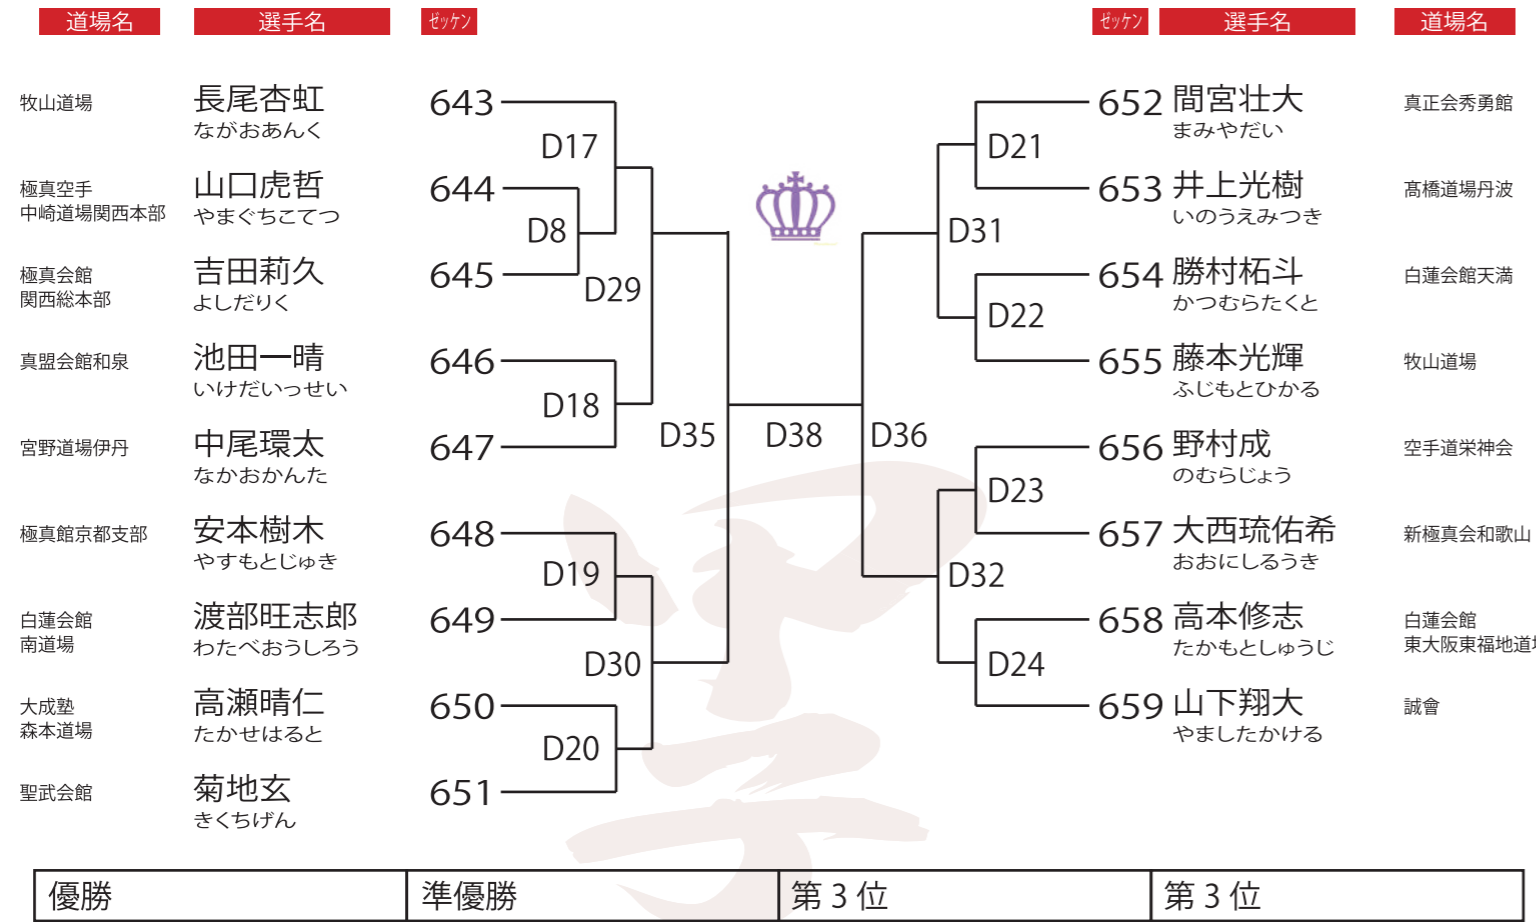 道場名 選手名 ゼッケン ゼッケン 選手名 道場名
牧山道場 長尾杏虹 643 652 間宮壮大 真正会秀勇館
ながおあんく まみやだい
D17 D21
極真空手 山口虎哲 644 653 井上光樹 髙橋道場丹波
中崎道場関西本部 やまぐちこてつ いのうえみつき
D8 D31
極真会館 吉田莉久 645 654 勝村柘斗 白蓮会館天満
関西総本部 よしだりく かつむらたくと
D29 D22
真盟会館和泉 池田一晴 646 655 藤本光輝 牧山道場
いけだいっせい ふじもとひかる
D18
D35 D38 D36
宮野道場伊丹 中尾環太 647 656 野村成 空手道栄神会
なかおかんた のむらじょう
D23
極真館京都支部 安本樹木 648 657 大西琉佑希 新極真会和歌山
やすもとじゅき おおにしるうき
D19 D32
白蓮会館 渡部旺志郎 649 658 高本修志 白蓮会館
南道場 わたべおうしろう たかもとしゅうじ 東大阪東福地道場
D30 D24
大成塾 高瀬晴仁 650 659 山下翔大 誠會
森本道場 たかせはると やましたかける
D20
聖武会館 菊地玄 651
きくちげん
優勝 準優勝 第3位 第3位